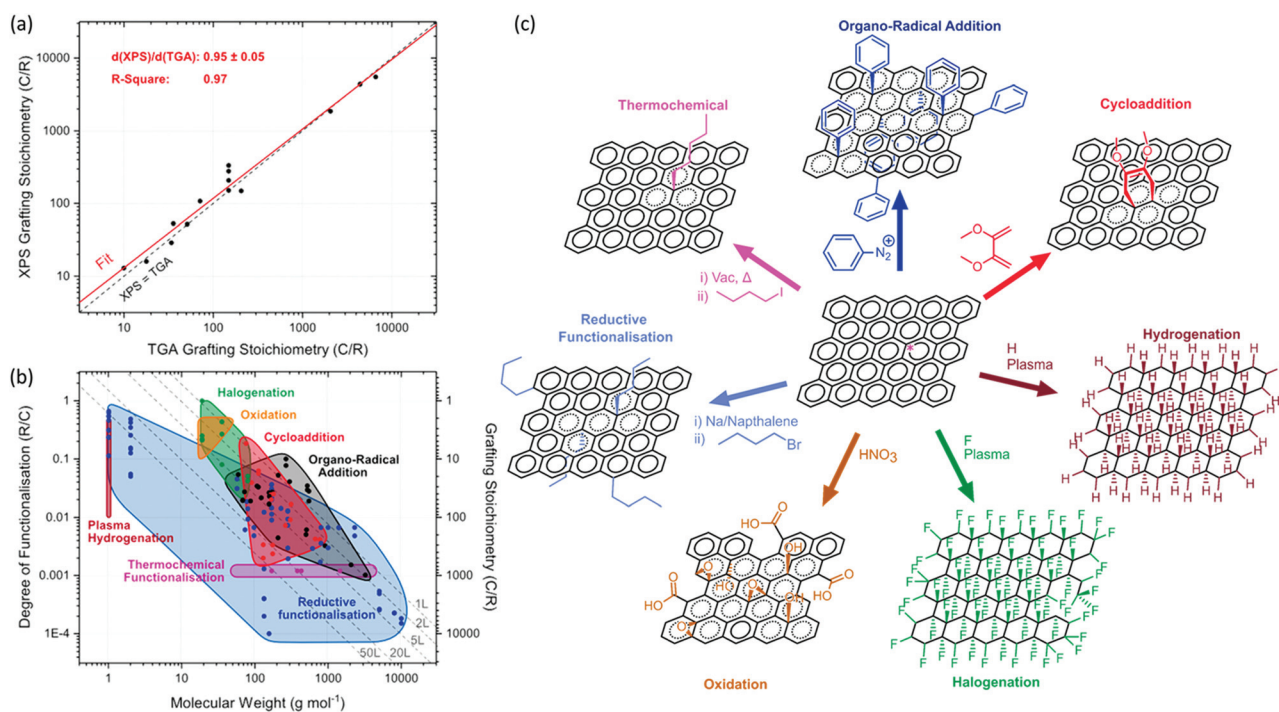 (a)
d(XPS)/d(TGA): 0.95 ± 0.05
R-Square: 0.97
Fit
XPS = TGA
XPS Grafting Stoichiometry (C/R)
10000
1000
100
10
10
100
1000
10000
TGA Grafting Stoichiometry (C/R)
(b)
Halogenation
Oxidation
Cycloaddition
Organo-Radical
Addition
Plasma
Hydrogenation
Thermochemical
Functionalisation
Reductive
functionalisation
1L
2L
5L
20L
50L
Degree of Functionalisation (R/C)
1
0.1
0.01
0.001
1E-4
Grafting Stoichiometry (C/R)
1
10
100
1000
10000
1
10
100
1000
10000
Molecular Weight (g mol⁻¹)
(c)
Organo-Radical Addition
Thermochemical
Cycloaddition
N₂
⊕
i) Vac, Δ
ii)
I
Reductive
Functionalisation
i) Na/Napthalene
ii)
Br
*
H
Plasma
Hydrogenation
HNO₃
F
Plasma
Oxidation
Halogenation